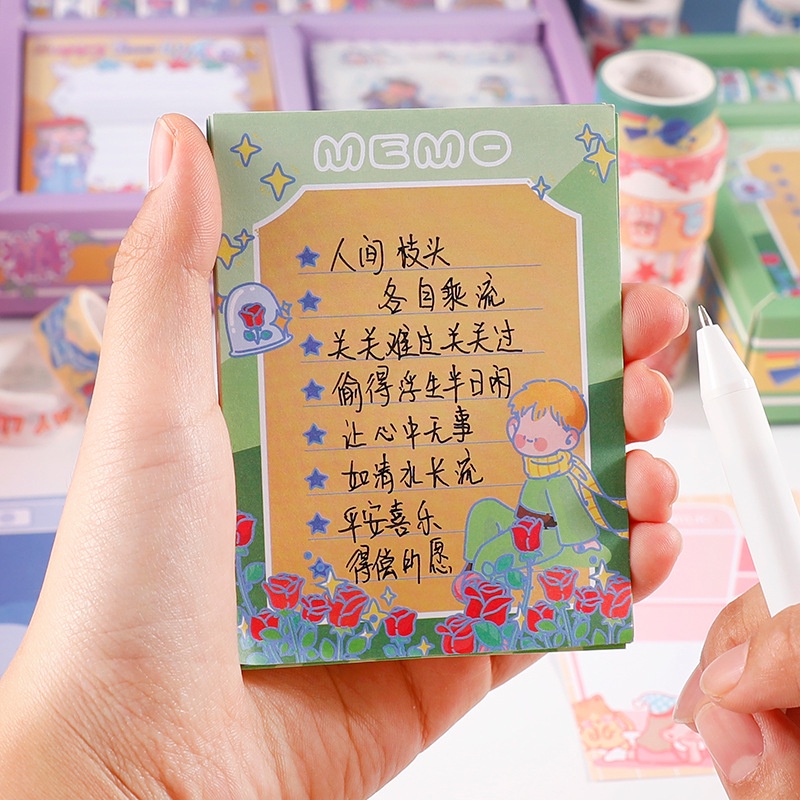 MEMO
人间 枝头
各自乘流
关关难过关关过
偷得浮生半日闲
让心中无事
如清水长流
平安喜乐
得偿所愿